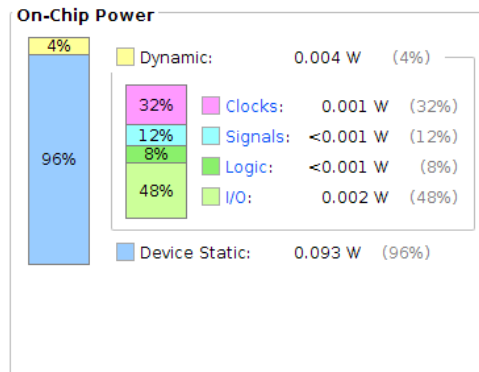 On-Chip Power
4%
96%
Dynamic: 0.004 W (4%)
32%
12%
8%
48%
Clocks: 0.001 W (32%)
Signals: <0.001 W (12%)
Logic: <0.001 W (8%)
I/O: 0.002 W (48%)
Device Static: 0.093 W (96%)